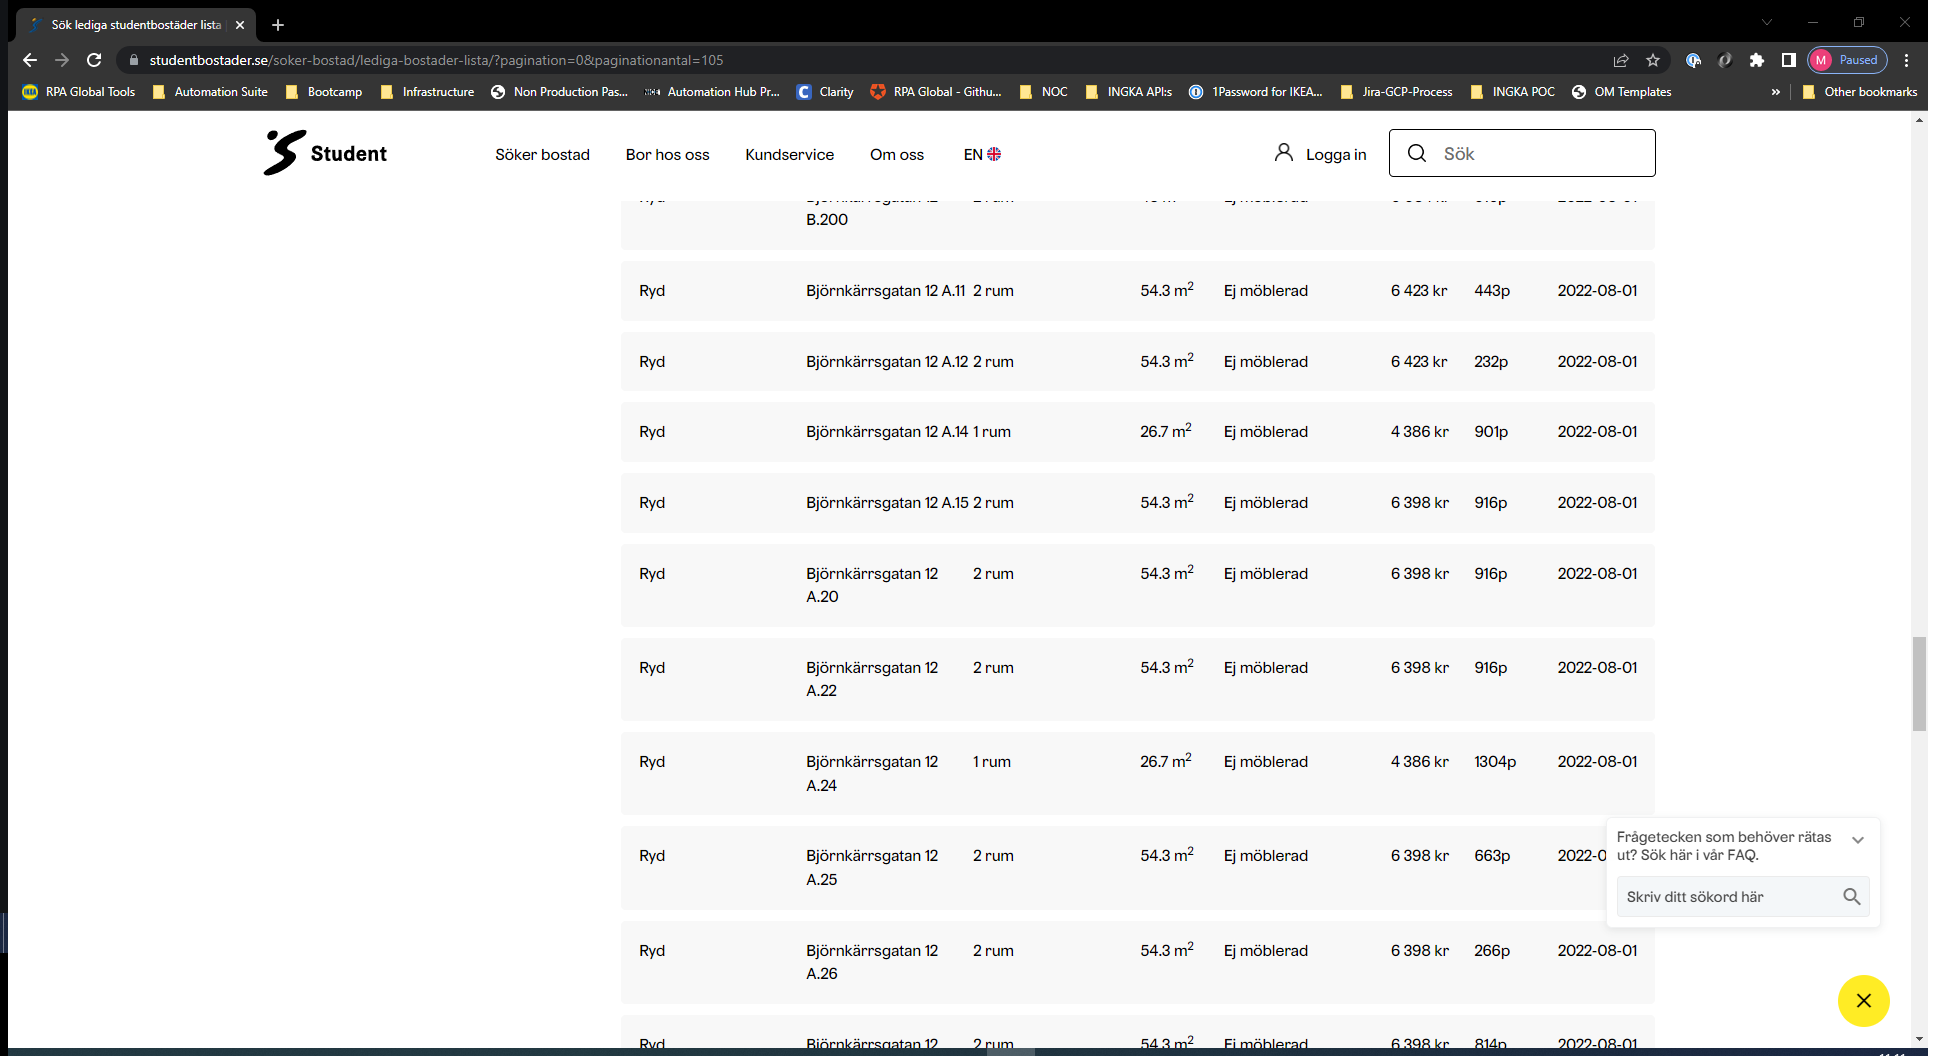 Sök lediga studentbostäder lista
studentbostader.se/soker-bostad/lediga-bostader-lista/?pagination=0&paginationantal=105
M Paused
RPA Global Tools Automation Suite Bootcamp Infrastructure Non Production Pas... Automation Hub Pr... Clarity RPA Global - Githu... NOC INGKA API:s 1Password for IKEA... Jira-GCP-Process INGKA POC OM Templates » Other bookmarks
Student Söker bostad Bor hos oss Kundservice Om oss EN Logga in Sök
B.200
Ryd Björnkärrsgatan 12 A.11 2 rum 54.3 m² Ej möblerad 6 423 kr 443p 2022-08-01
Ryd Björnkärrsgatan 12 A.12 2 rum 54.3 m² Ej möblerad 6 423 kr 232p 2022-08-01
Ryd Björnkärrsgatan 12 A.14 1 rum 26.7 m² Ej möblerad 4 386 kr 901p 2022-08-01
Ryd Björnkärrsgatan 12 A.15 2 rum 54.3 m² Ej möblerad 6 398 kr 916p 2022-08-01
Ryd Björnkärrsgatan 12 2 rum 54.3 m² Ej möblerad 6 398 kr 916p 2022-08-01
A.20
Ryd Björnkärrsgatan 12 2 rum 54.3 m² Ej möblerad 6 398 kr 916p 2022-08-01
A.22
Ryd Björnkärrsgatan 12 1 rum 26.7 m² Ej möblerad 4 386 kr 1304p 2022-08-01
A.24
Ryd Björnkärrsgatan 12 2 rum 54.3 m² Ej möblerad 6 398 kr 663p 2022-0
A.25
Frågetecken som behöver rätas
ut? Sök här i vår FAQ.
Skriv ditt sökord här
Ryd Björnkärrsgatan 12 2 rum 54.3 m² Ej möblerad 6 398 kr 266p 2022-08-01
A.26
Ryd Björnkärrsgatan 12 2 rum 54.3 m² Ej möblerad 6 398 kr 814p 2022-08-01